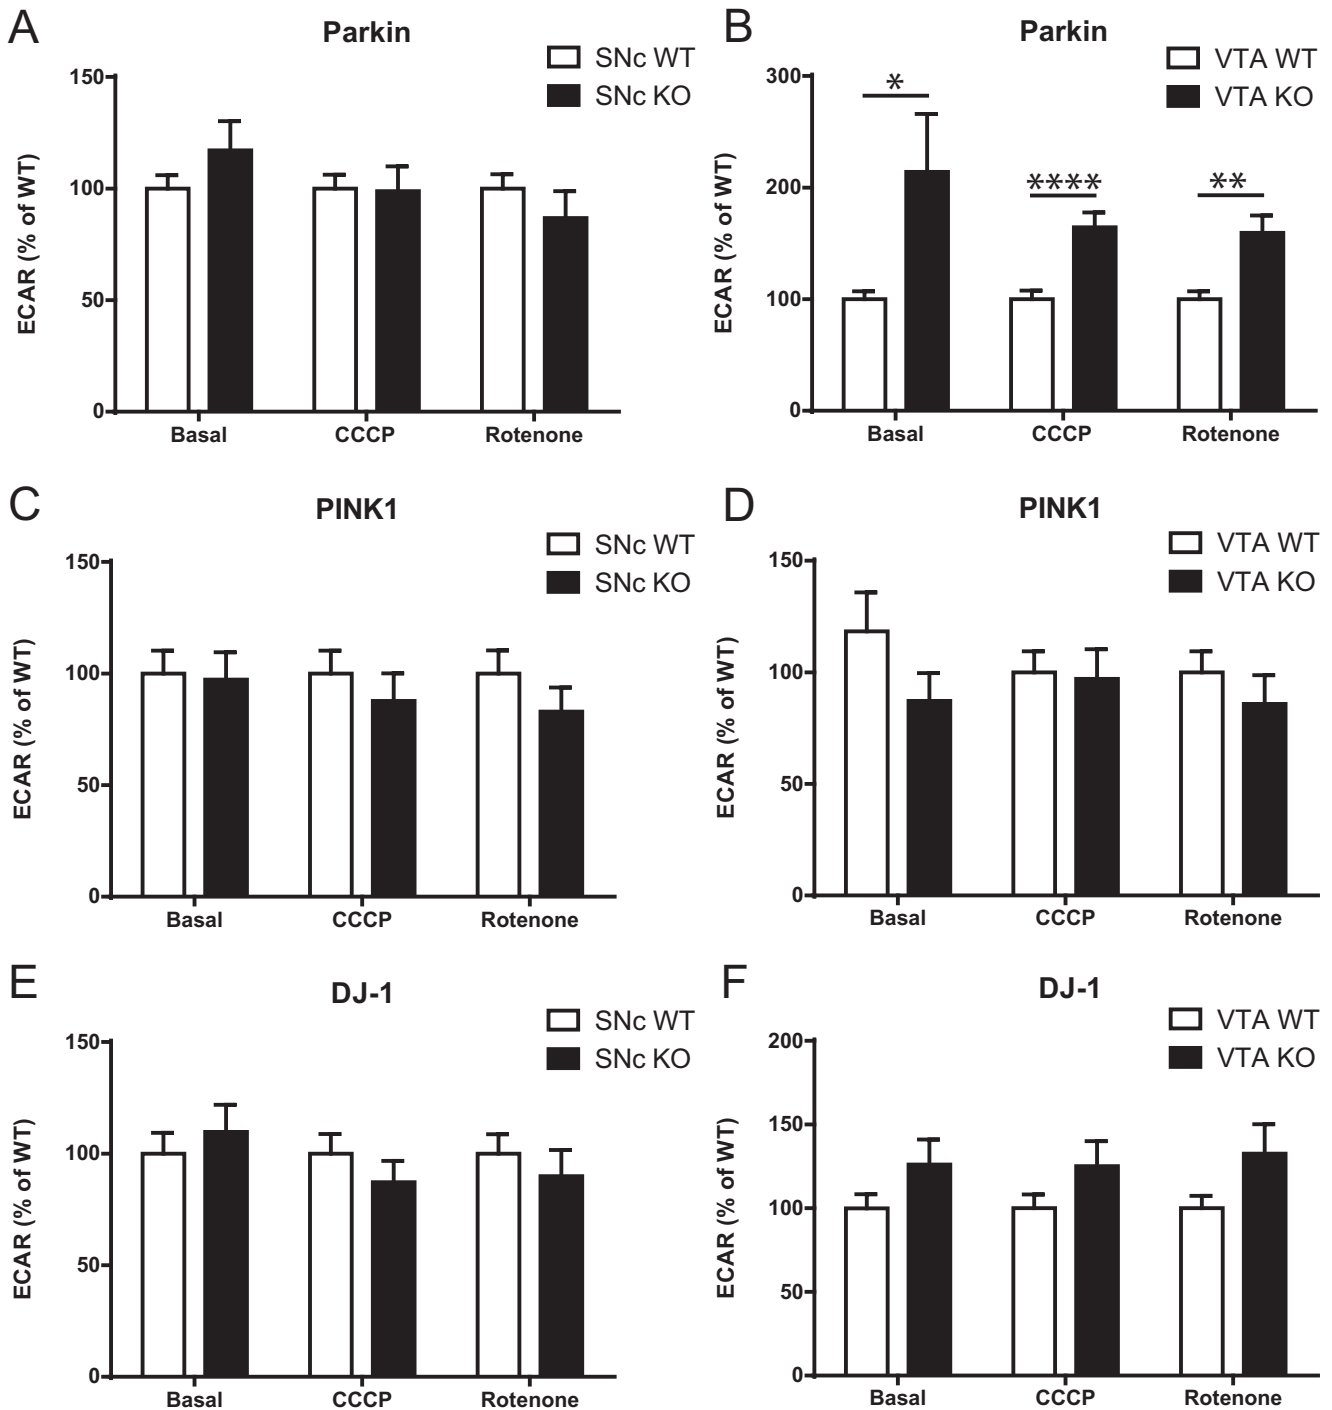 A
Parkin
SNc WT
SNc KO
ECAR (% of WT)
150
100
50
0
Basal CCCP Rotenone
B
Parkin
VTA WT
VTA KO
ECAR (% of WT)
300
200
100
0
*
****
**
Basal CCCP Rotenone
C
PINK1
SNc WT
SNc KO
ECAR (% of WT)
150
100
50
0
Basal CCCP Rotenone
D
PINK1
VTA WT
VTA KO
ECAR (% of WT)
150
100
50
0
Basal CCCP Rotenone
E
DJ-1
SNc WT
SNc KO
ECAR (% of WT)
150
100
50
0
Basal CCCP Rotenone
F
DJ-1
VTA WT
VTA KO
ECAR (% of WT)
200
150
100
50
0
Basal CCCP Rotenone